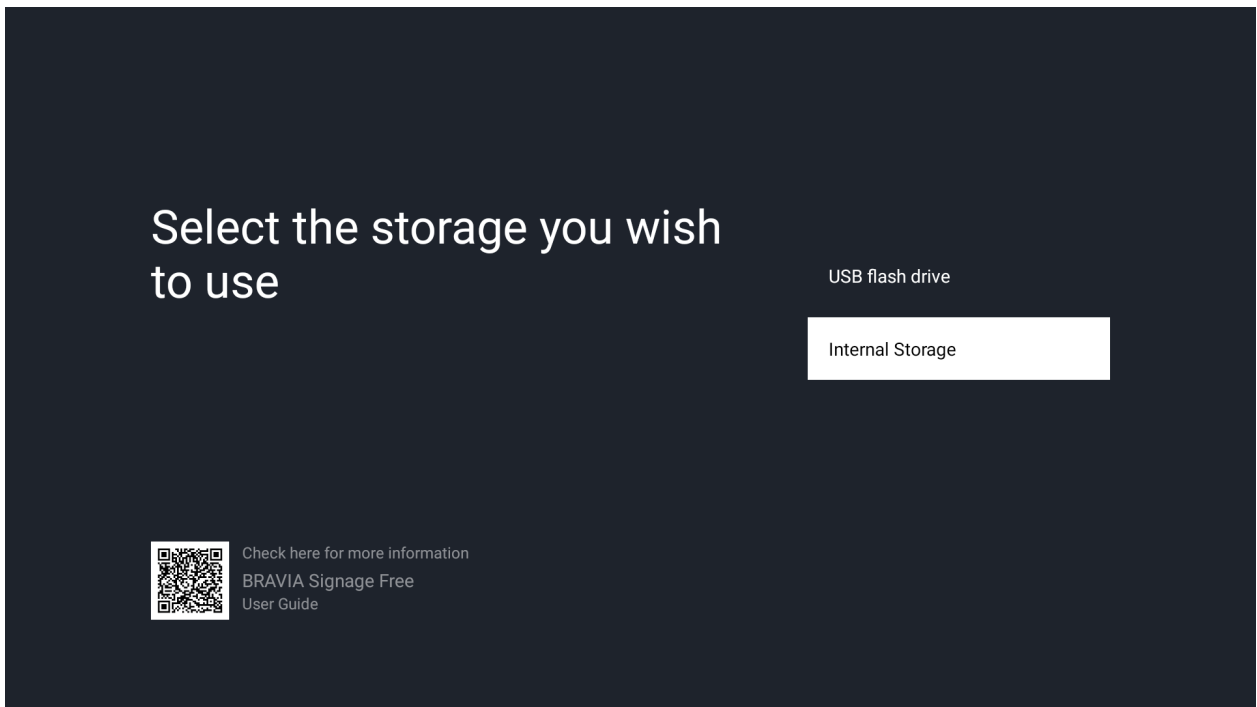 Select the storage you wish
to use
USB flash drive
Internal Storage
Check here for more information
BRAVIA Signage Free
User Guide